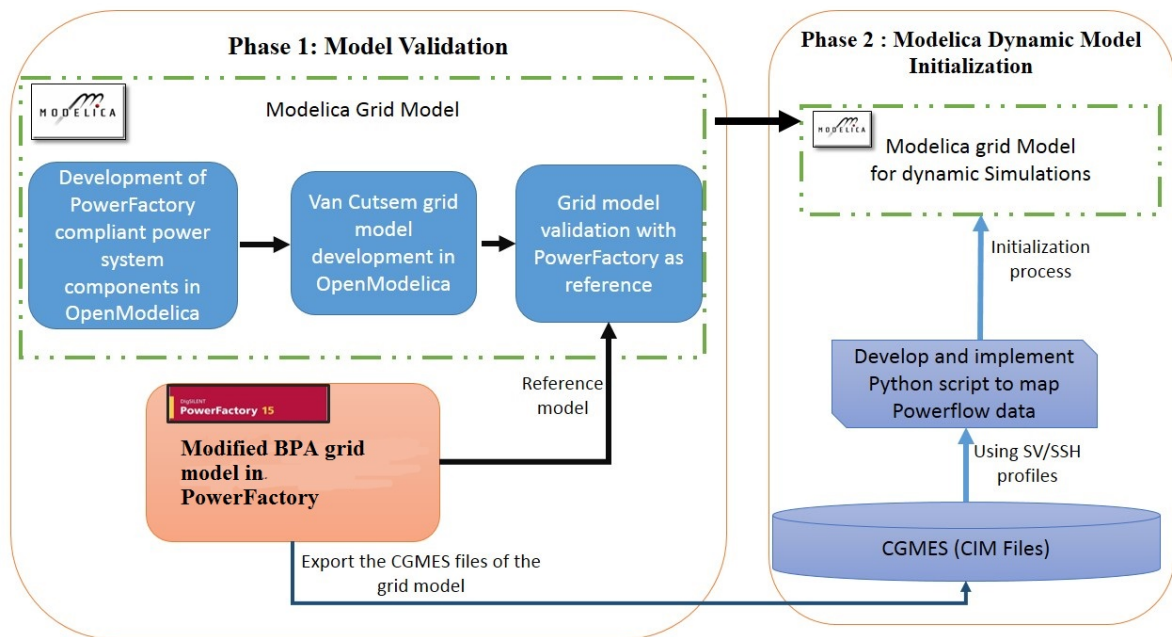 Phase 1: Model Validation
MODELICA
Modelica Grid Model
Development of
PowerFactory
compliant power
system
components in
OpenModelica
Van Cutsem grid
model
development in
OpenModelica
Grid model
validation with
PowerFactory as
reference
Reference
model
DIgSILENT
PowerFactory 15
Modified BPA grid
model in
PowerFactory
Export the CGMES files of the
grid model
Phase 2 : Modelica Dynamic Model
Initialization
MODELICA
Modelica grid Model
for dynamic Simulations
Initialization
process
Develop and implement
Python script to map
Powerflow data
Using SV/SSH
profiles
CGMES (CIM Files)